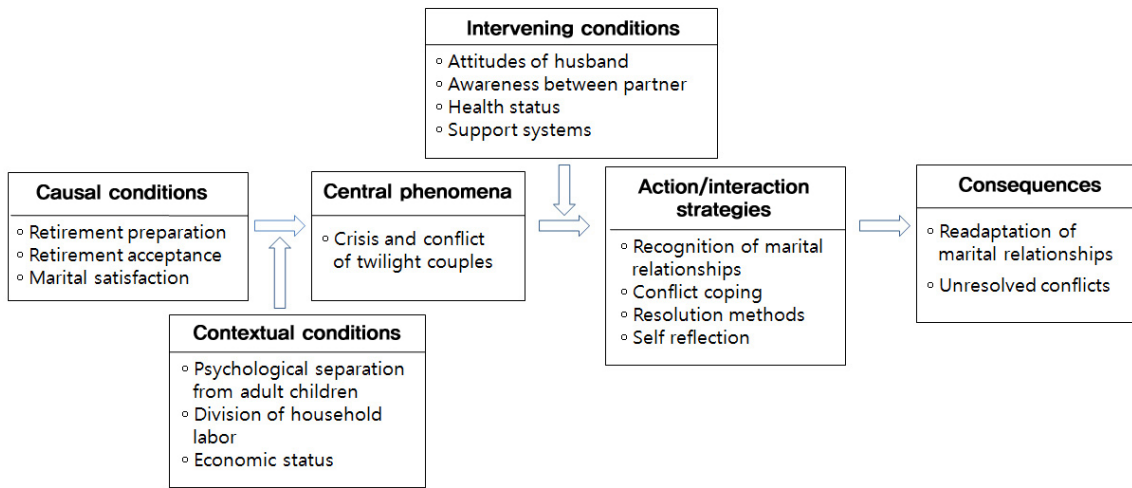 Intervening conditions
▫ Attitudes of husband
▫ Awareness between partner
▫ Health status
▫ Support systems
Causal conditions
▫ Retirement preparation
▫ Retirement acceptance
▫ Marital satisfaction
Central phenomena
▫ Crisis and conflict
of twilight couples
Action/interaction
strategies
▫ Recognition of marital
relationships
▫ Conflict coping
▫ Resolution methods
▫ Self reflection
Consequences
▫ Readaptation of
marital relationships
▫ Unresolved conflicts
Contextual conditions
▫ Psychological separation
from adult children
▫ Division of household
labor
▫ Economic status